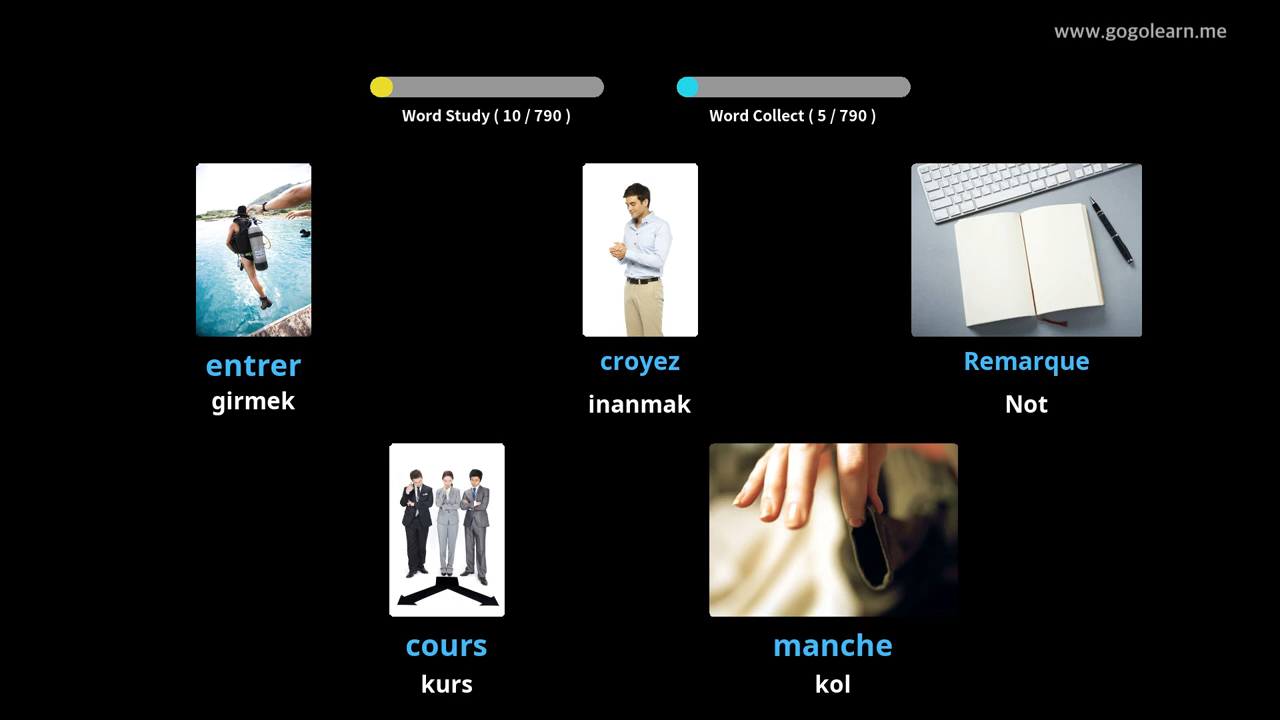 www.gogolearn.me
Word Study ( 10 / 790 )
Word Collect ( 5 / 790 )
entrer
girmek
croyez
inanmak
Remarque
Not
cours
kurs
manche
kol